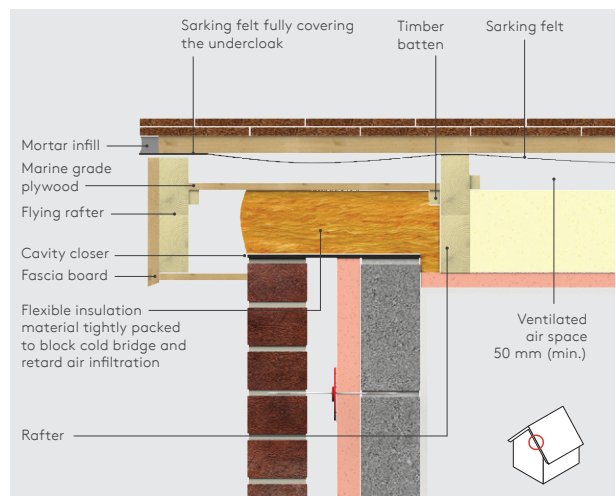 Sarking felt fully covering
the undercloak
Timber
batten
Sarking felt
Mortar infill
Marine grade
plywood
Flying rafter
Cavity closer
Fascia board
Flexible insulation
material tightly packed
to block cold bridge and
retard air infiltration
Ventilated
air space
50 mm (min.)
Rafter